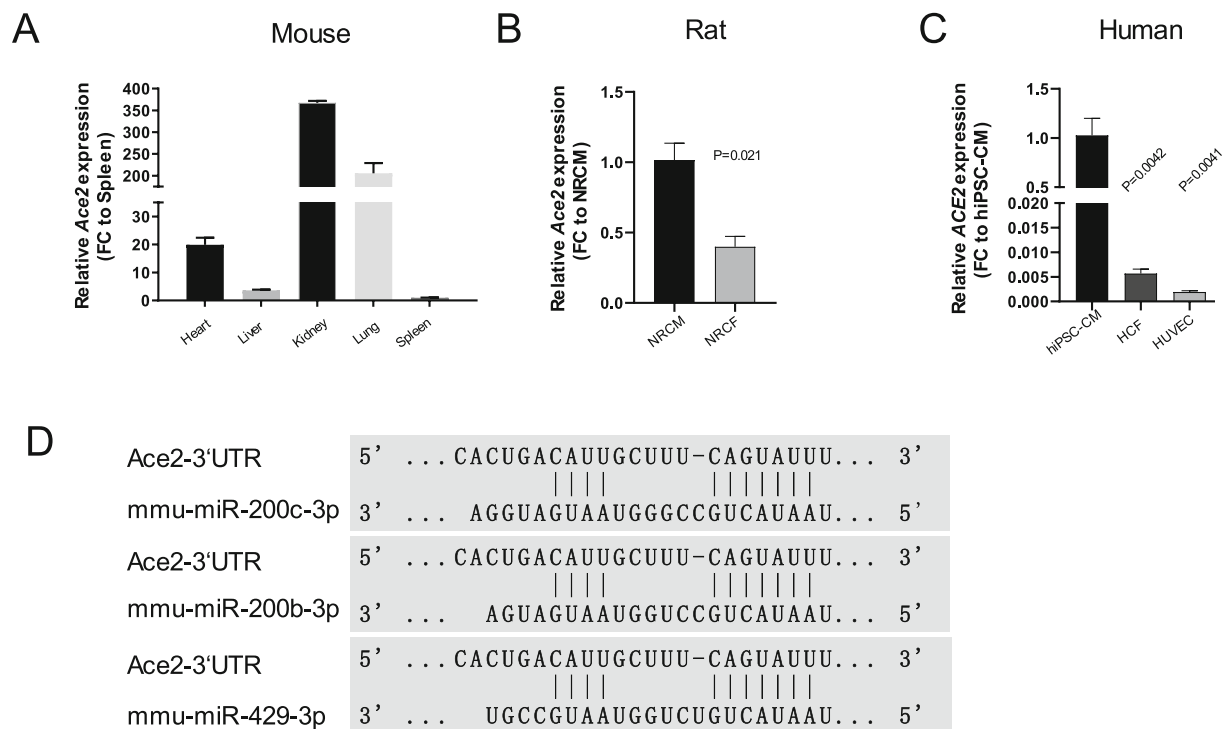 A
Mouse
Relative Ace2 expression
(FC to Spleen)
400
350
300
250
200
30
20
10
0
Heart
Liver
Kidney
Lung
Spleen
B
Rat
Relative Ace2 expression
(FC to NRCM)
1.5
1.0
0.5
0.0
P=0.021
NRCM
NRCF
C
Human
Relative ACE2 expression
(FC to hiPSC-CM)
1.5
1.0
0.5
0.020
0.015
0.010
0.005
0.000
P=0.0042
P=0.0041
hiPSC-CM
HCF
HUVEC
D
Ace2-3‘UTR 5’ ...CACUGACAUUGCUUU-CAGUAUUU... 3’
mmu-miR-200c-3p 3’ ... AGGUAGUAAUGGGCCGUCAUAAU... 5’
Ace2-3‘UTR 5’ ...CACUGACAUUGCUUU-CAGUAUUU... 3’
mmu-miR-200b-3p 3’ ... AGUAGUAAUGGUCCGUCAUAAU... 5’
Ace2-3‘UTR 5’ ...CACUGACAUUGCUUU-CAGUAUUU... 3’
mmu-miR-429-3p 3’ ... UGCCGUAAUGGUCUGUCAUAAU... 5’